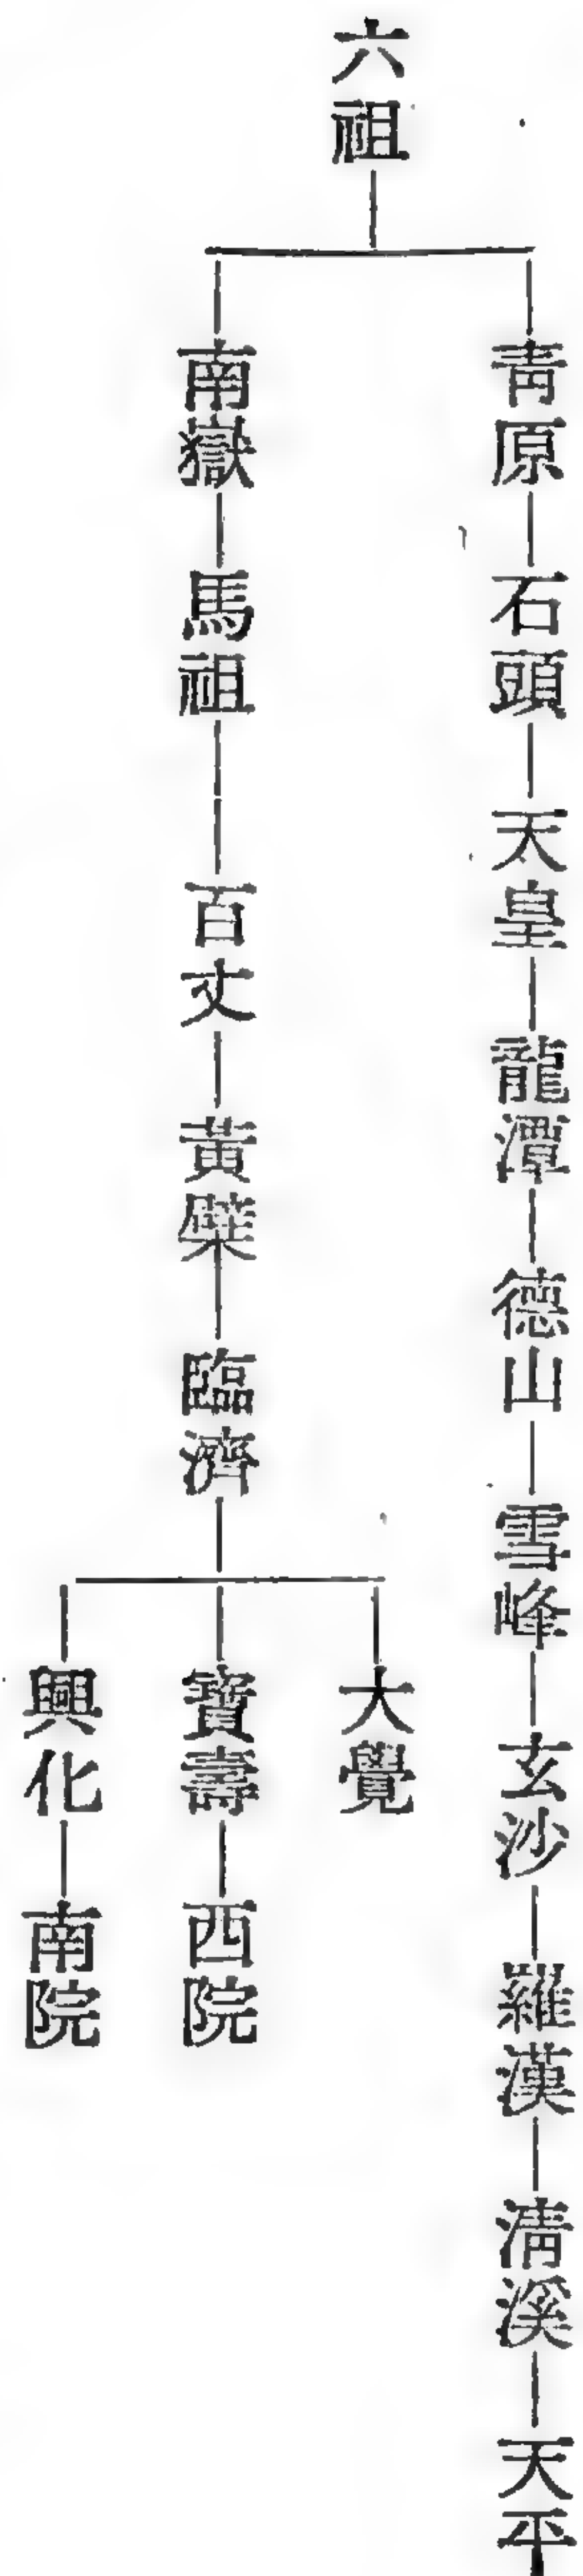 六祖
青原
石頭
天皇
龍潭
德山
雪峰
玄沙
羅漢
清溪
天平
南嶽
馬祖
百丈
黃檗
臨濟
大覺
寶壽
西院
興化
南院